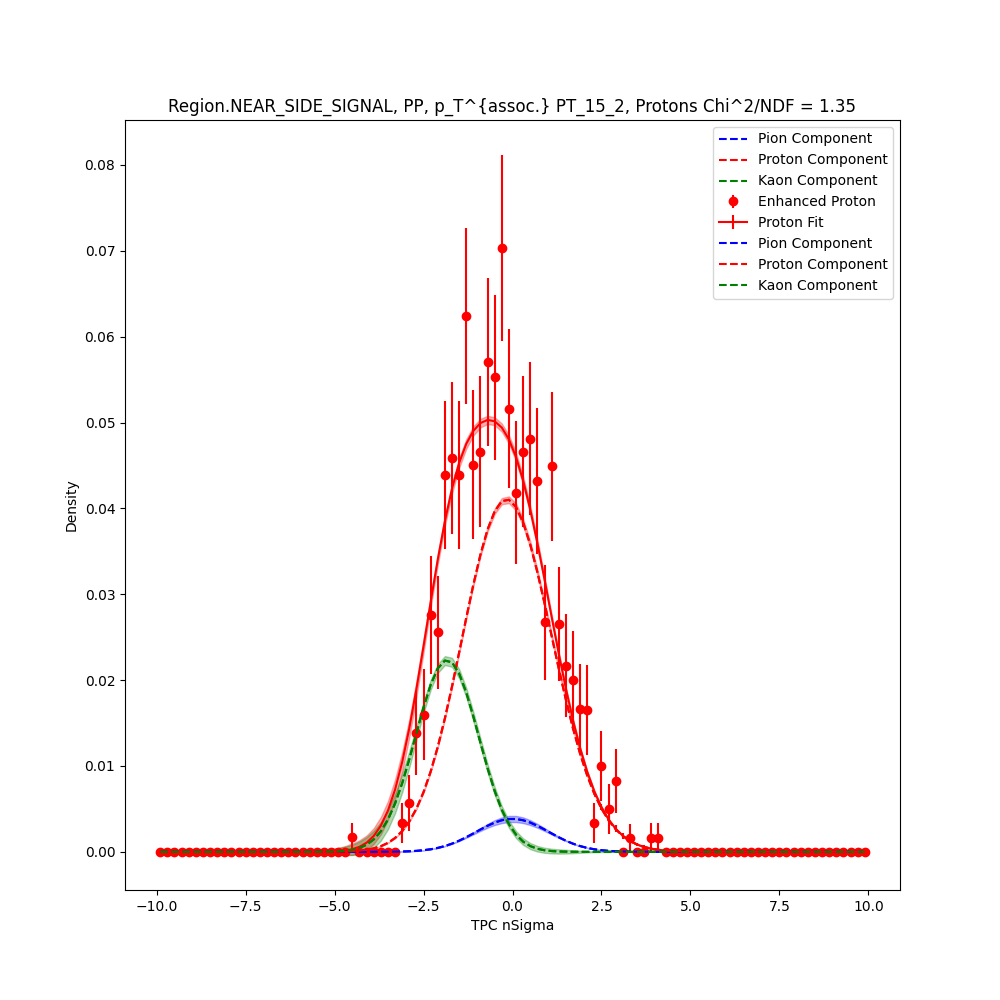 Region.NEAR_SIDE_SIGNAL, PP, p_T^{assoc.} PT_15_2, Protons Chi^2/NDF = 1.35
Pion Component
Proton Component
Kaon Component
Enhanced Proton
Proton Fit
Pion Component
Proton Component
Kaon Component
0.08
0.07
0.06
0.05
0.04
0.03
0.02
0.01
0.00
Density
−10.0 −7.5 −5.0 −2.5 0.0 2.5 5.0 7.5 10.0
TPC nSigma